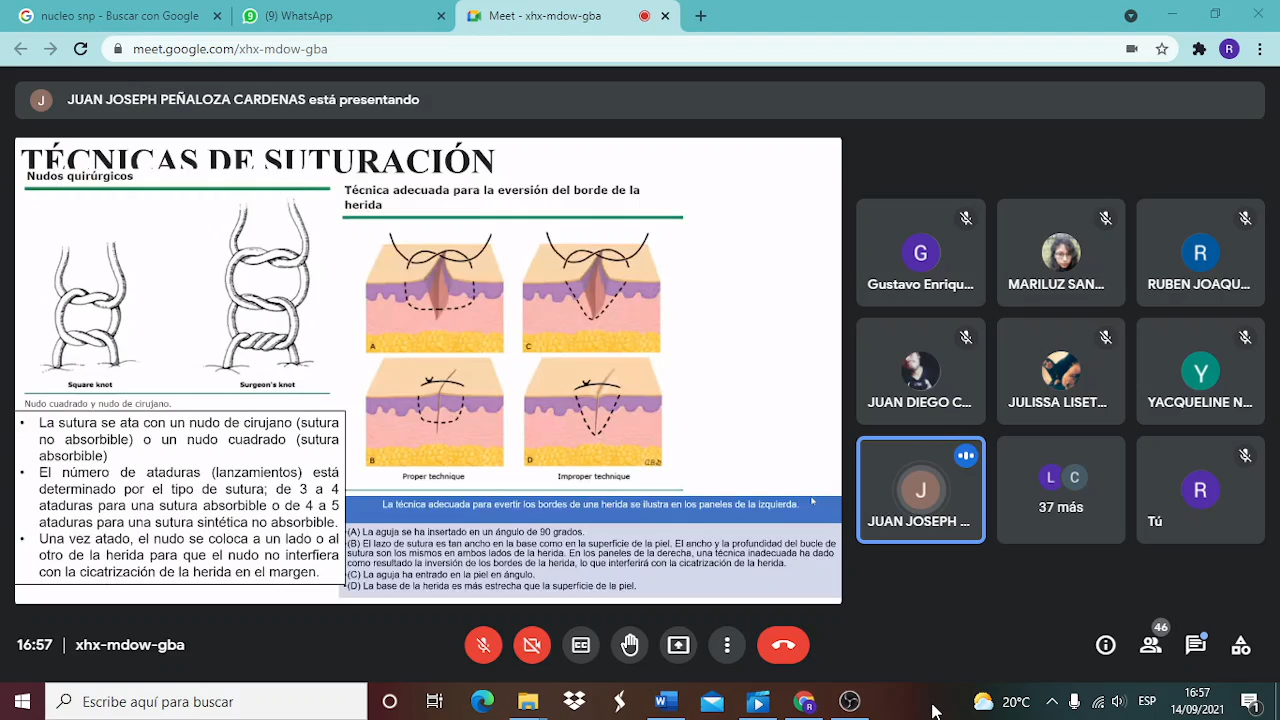 nucleo snp - Buscar con Google
(9) WhatsApp
Meet - xhx-mdow-gba
meet.google.com/xhx-mdow-gba
R
J
JUAN JOSEPH PEÑALOZA CARDENAS está presentando
TÉCNICAS DE SUTURACIÓN
Nudos quirúrgicos
Square knot
Surgeon's knot
Nudo cuadrado y nudo de cirujano.
• La sutura se ata con un nudo de cirujano (sutura
no absorbible) o un nudo cuadrado (sutura
absorbible)
• El número de ataduras (lanzamientos) está
determinado por el tipo de sutura; de 3 a 4
ataduras para una sutura absorbible o de 4 a 5
ataduras para una sutura sintética no absorbible.
• Una vez atado, el nudo se coloca a un lado o al
otro de la herida para que el nudo no interfiera
con la cicatrización de la herida en el margen.
Técnica adecuada para la eversión del borde de la
herida
A
C
B
D
Proper technique
Improper technique
La técnica adecuada para evertir los bordes de una herida se ilustra en los paneles de la izquierda.
(A) La aguja se ha insertado en un ángulo de 90 grados.
(B) El lazo de sutura es tan ancho en la base como en la superficie de la piel. El ancho y la profundidad del bucle de
sutura son los mismos en ambos lados de la herida. En los paneles de la derecha, una técnica inadecuada ha dado
como resultado la inversión de los bordes de la herida, lo que interferirá con la cicatrización de la herida.
(C) La aguja ha entrado en la piel en ángulo.
(D) La base de la herida es más estrecha que la superficie de la piel.
G
Gustavo Enriqu...
MARILUZ SAN...
R
RUBEN JOAQU...
JUAN DIEGO C...
JULISSA LISET...
Y
YACQUELINE N...
J
JUAN JOSEPH ...
L
C
37 más
R
Tú
16:57 | xhx-mdow-gba
46
Escribe aquí para buscar
20°C
ESP
16:57
14/09/2021